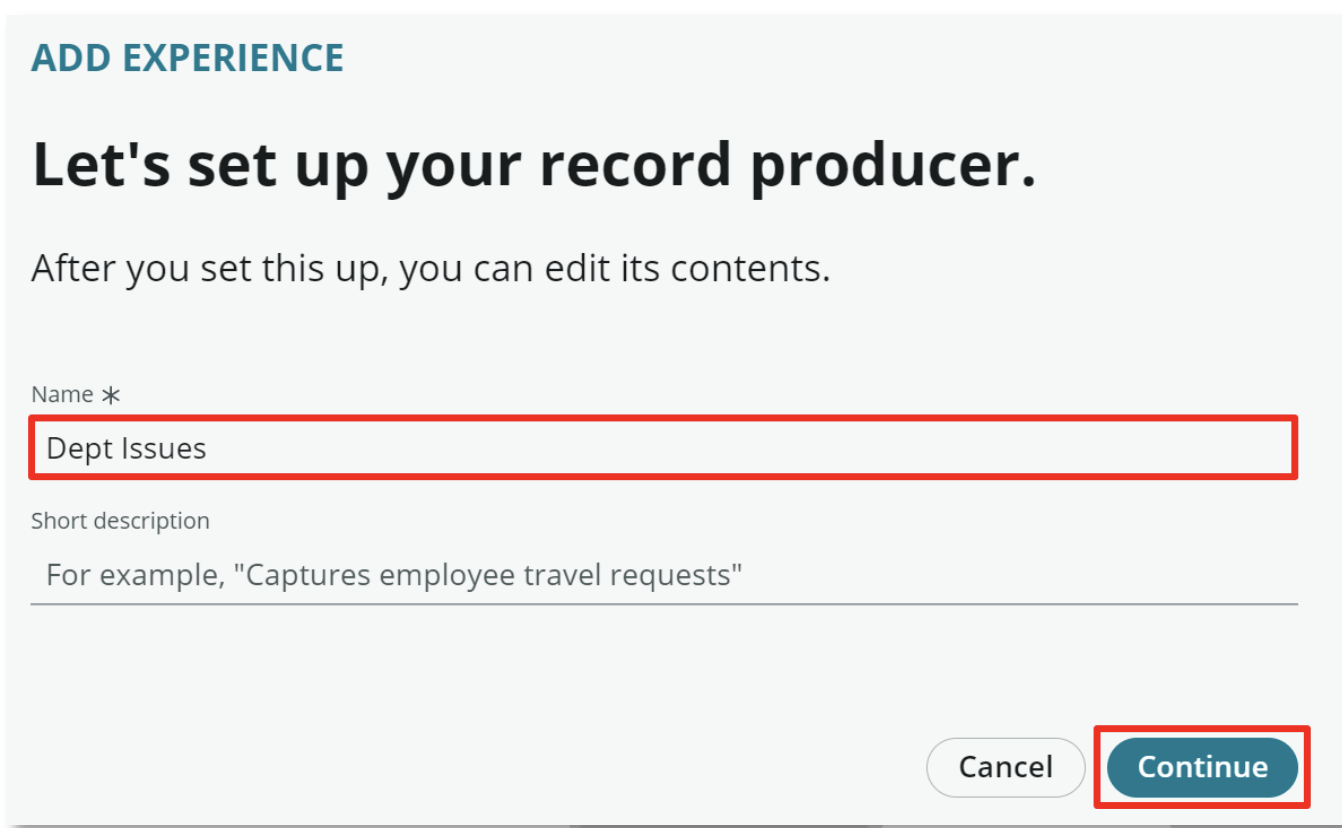 ADD EXPERIENCE
Let's set up your record producer.
After you set this up, you can edit its contents.
Name *
Dept Issues
Short description
For example, "Captures employee travel requests"
Cancel
Continue